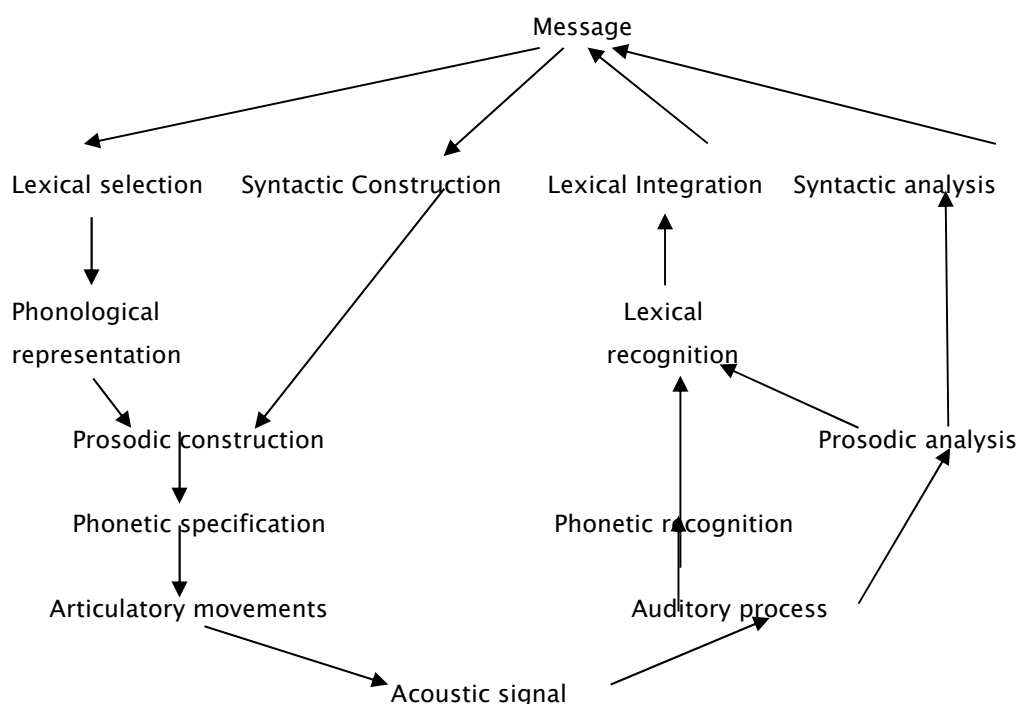 Message
Lexical selection
Syntactic Construction
Lexical Integration
Syntactic analysis
Phonological
representation
Lexical
recognition
Prosodic construction
Prosodic analysis
Phonetic specification
Phonetic recognition
Articulatory movements
Auditory process
Acoustic signal